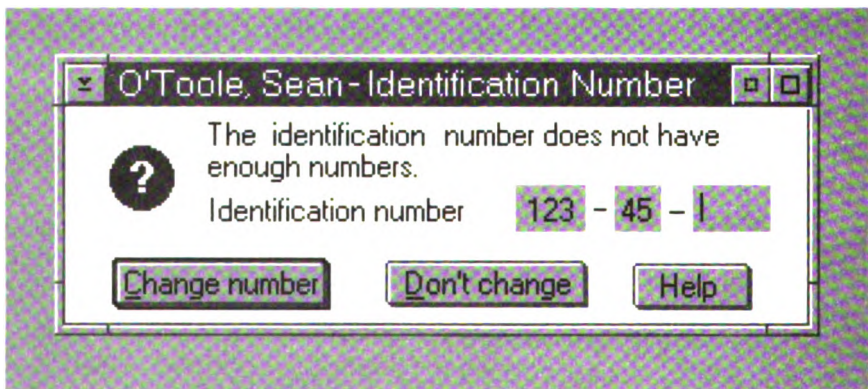 O'Toole, Sean - Identification Number
The identification number does not have
enough numbers.
Identification number 123 - 45 -
Change number Don't change Help